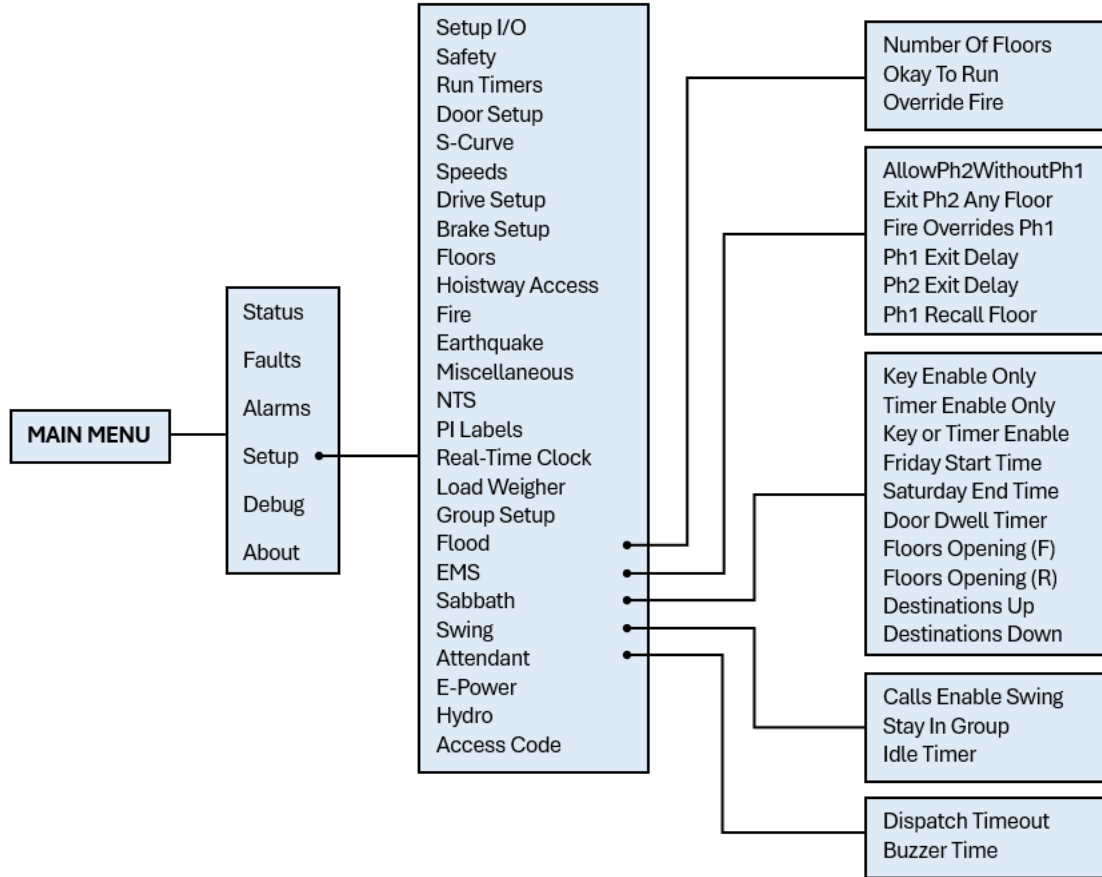 MAIN MENU
Status
Faults
Alarms
Setup
Debug
About
Setup I/O
Safety
Run Timers
Door Setup
S-Curve
Speeds
Drive Setup
Brake Setup
Floors
Hoistway Access
Fire
Earthquake
Miscellaneous
NTS
PI Labels
Real-Time Clock
Load Weigher
Group Setup
Flood
EMS
Sabbath
Swing
Attendant
E-Power
Hydro
Access Code
Number Of Floors
Okay To Run
Override Fire
AllowPh2WithoutPh1
Exit Ph2 Any Floor
Fire Overrides Ph1
Ph1 Exit Delay
Ph2 Exit Delay
Ph1 Recall Floor
Key Enable Only
Timer Enable Only
Key or Timer Enable
Friday Start Time
Saturday End Time
Door Dwell Timer
Floors Opening (F)
Floors Opening (R)
Destinations Up
Destinations Down
Calls Enable Swing
Stay In Group
Idle Timer
Dispatch Timeout
Buzzer Time